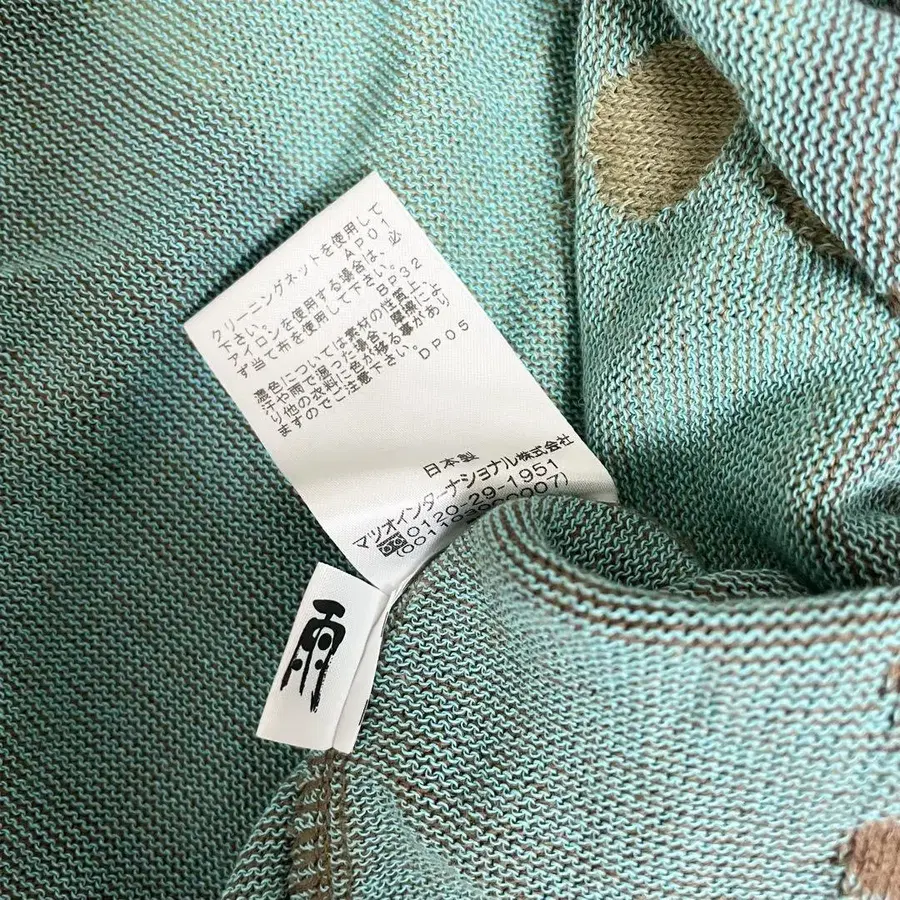 クリーニングネットを使用して
下さい。 AP01
アイロンを使用する場合は、必
ず当て布を使用して下さい。BP32
濃色については素材の性質上、
汗や雨で湿った場合、摩擦によ
り他の衣料に色が移る事があり
ますのでご注意下さい。 DP05
日本製
マツオインターナショナル株式会社
0120-29-1951
雨